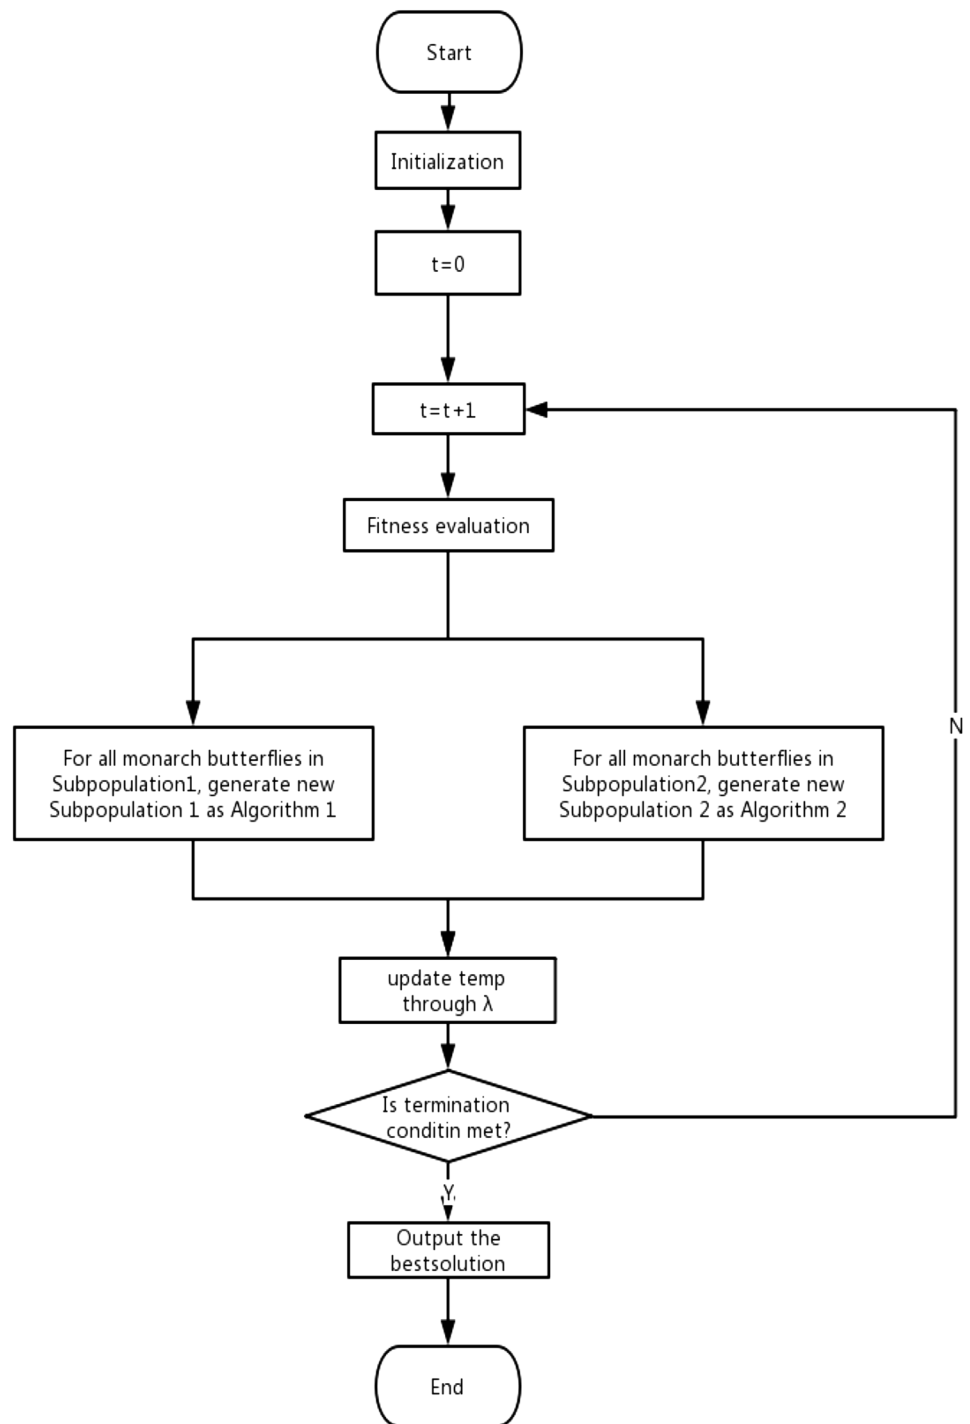 Start
Initialization
t=0
t=t+1
Fitness evaluation
For all monarch butterflies in
Subpopulation1, generate new
Subpopulation 1 as Algorithm 1
For all monarch butterflies in
Subpopulation2, generate new
Subpopulation 2 as Algorithm 2
N
update temp
through λ
Is termination
conditin met?
Y
Output the
bestsolution
End